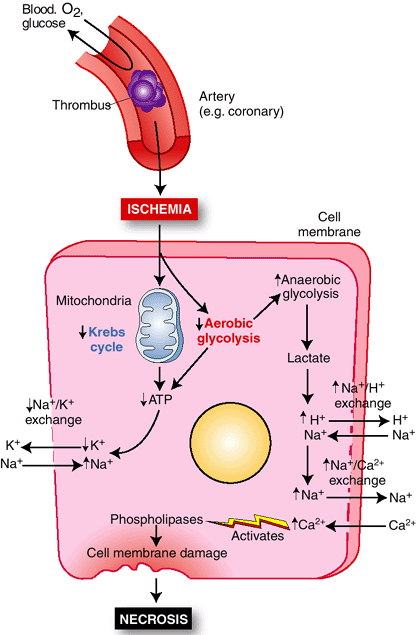 Blood. O2,
glucose
Thrombus
Artery
(e.g. coronary)
ISCHEMIA
Cell
membrane
Mitochondria
↓ Krebs
cycle
↓ Aerobic
glycolysis
↑Anaerobic
glycolysis
Lactate
↓ATP
↓Na⁺/K⁺
exchange
K⁺ ↓K⁺
Na⁺ ↑Na⁺
↑Na⁺/H⁺
exchange
↑H⁺ H⁺
Na⁺ Na⁺
↑Na⁺/Ca²⁺
exchange
↑Na⁺ Na⁺
↑Ca²⁺ Ca²⁺
Phospholipases
Activates
Cell membrane damage
NECROSIS